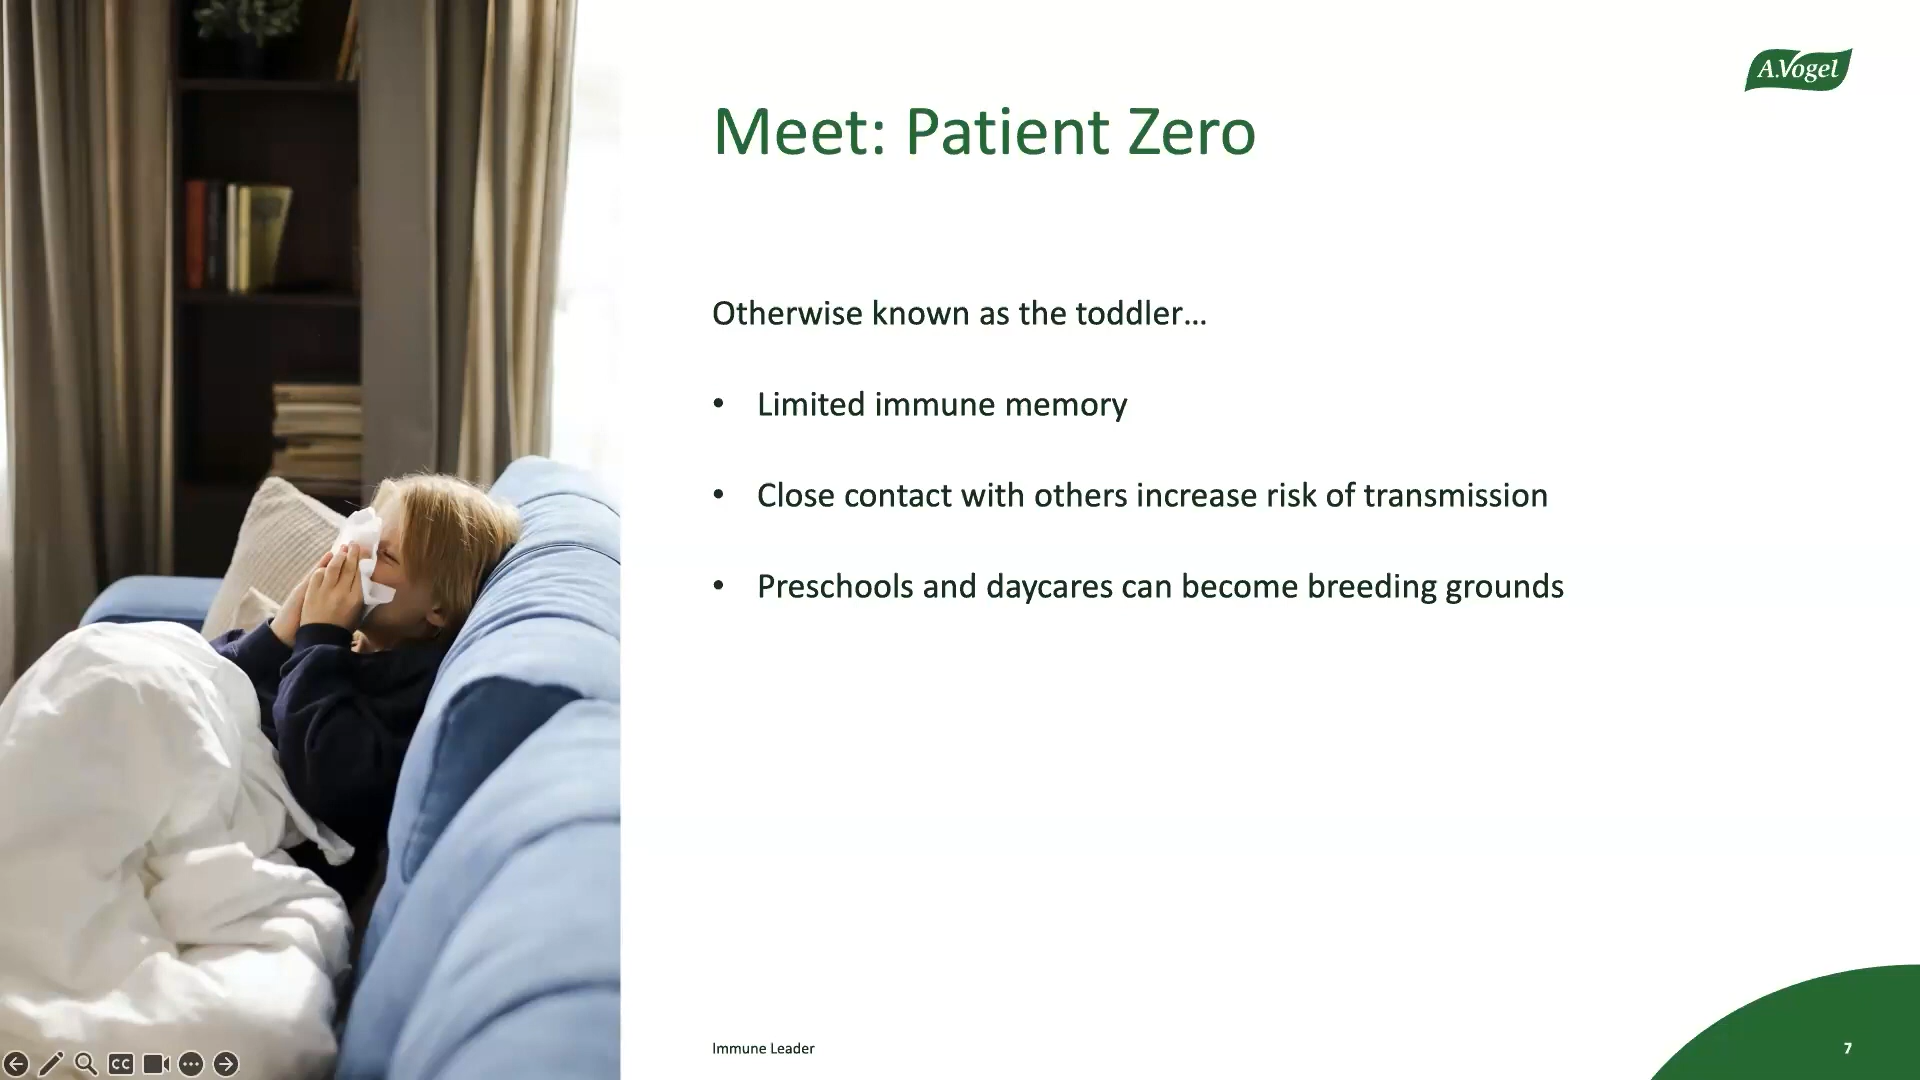 A.Vogel
Meet: Patient Zero
Otherwise known as the toddler...
• Limited immune memory
• Close contact with others increase risk of transmission
• Preschools and daycares can become breeding grounds
Immune Leader
7
CC